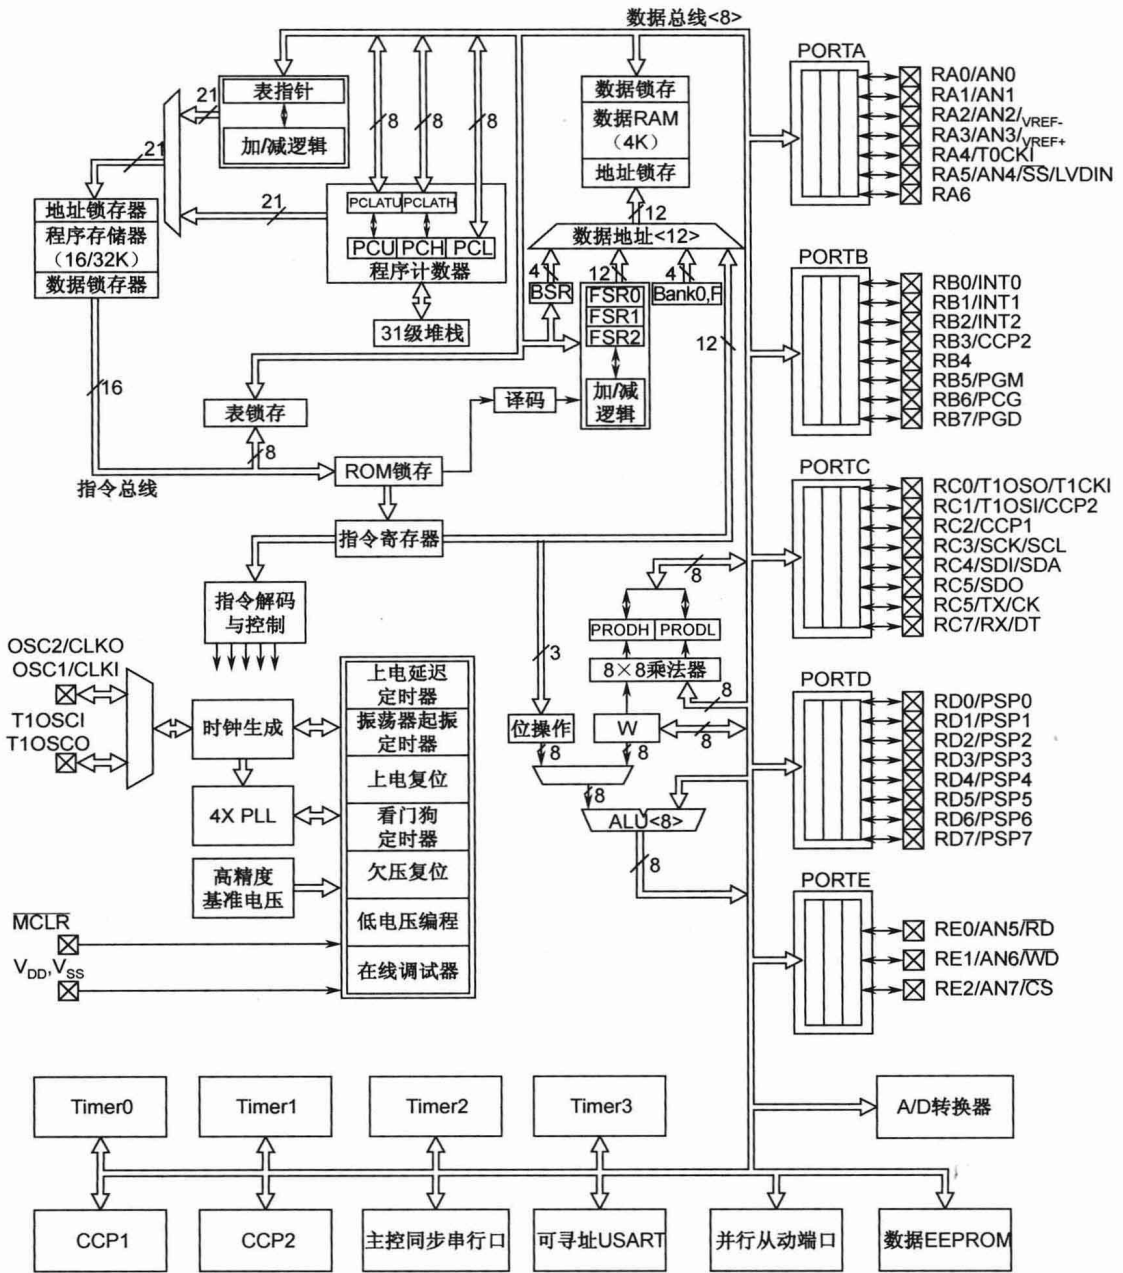 数据总线<8>
表指针
加/减逻辑
21
21
21
地址锁存器
程序存储器
(16/32K)
数据锁存器
8
8
8
PCLATU
PCLATH
PCU
PCH
PCL
程序计数器
31级堆栈
数据锁存
数据RAM
(4K)
地址锁存
12
数据地址<12>
4
12
4
BSR
FSR0
FSR1
FSR2
Bank0,F
加/减
逻辑
12
16
表锁存
8
译码
指令总线
ROM锁存
指令寄存器
指令解码
与控制
OSC2/CLKO
OSC1/CLKI
T1OSCI
T1OSCO
时钟生成
4X PLL
高精度
基准电压
MCLR
VDD,VSS
上电延迟
定时器
振荡器起振
定时器
上电复位
看门狗
定时器
欠压复位
低电压编程
在线调试器
3
8
PRODH
PRODL
8×8乘法器
8
位操作
W
8
8
8
8
ALU<8>
8
PORTA
RA0/AN0
RA1/AN1
RA2/AN2/VREF-
RA3/AN3/VREF+
RA4/T0CKI
RA5/AN4/SS/LVDIN
RA6
PORTB
RB0/INT0
RB1/INT1
RB2/INT2
RB3/CCP2
RB4
RB5/PGM
RB6/PCG
RB7/PGD
PORTC
RC0/T1OSO/T1CKI
RC1/T1OSI/CCP2
RC2/CCP1
RC3/SCK/SCL
RC4/SDI/SDA
RC5/SDO
RC5/TX/CK
RC7/RX/DT
PORTD
RD0/PSP0
RD1/PSP1
RD2/PSP2
RD3/PSP3
RD4/PSP4
RD5/PSP5
RD6/PSP6
RD7/PSP7
PORTE
RE0/AN5/RD
RE1/AN6/WD
RE2/AN7/CS
Timer0
Timer1
Timer2
Timer3
A/D转换器
CCP1
CCP2
主控同步串行口
可寻址USART
并行从动端口
数据EEPROM